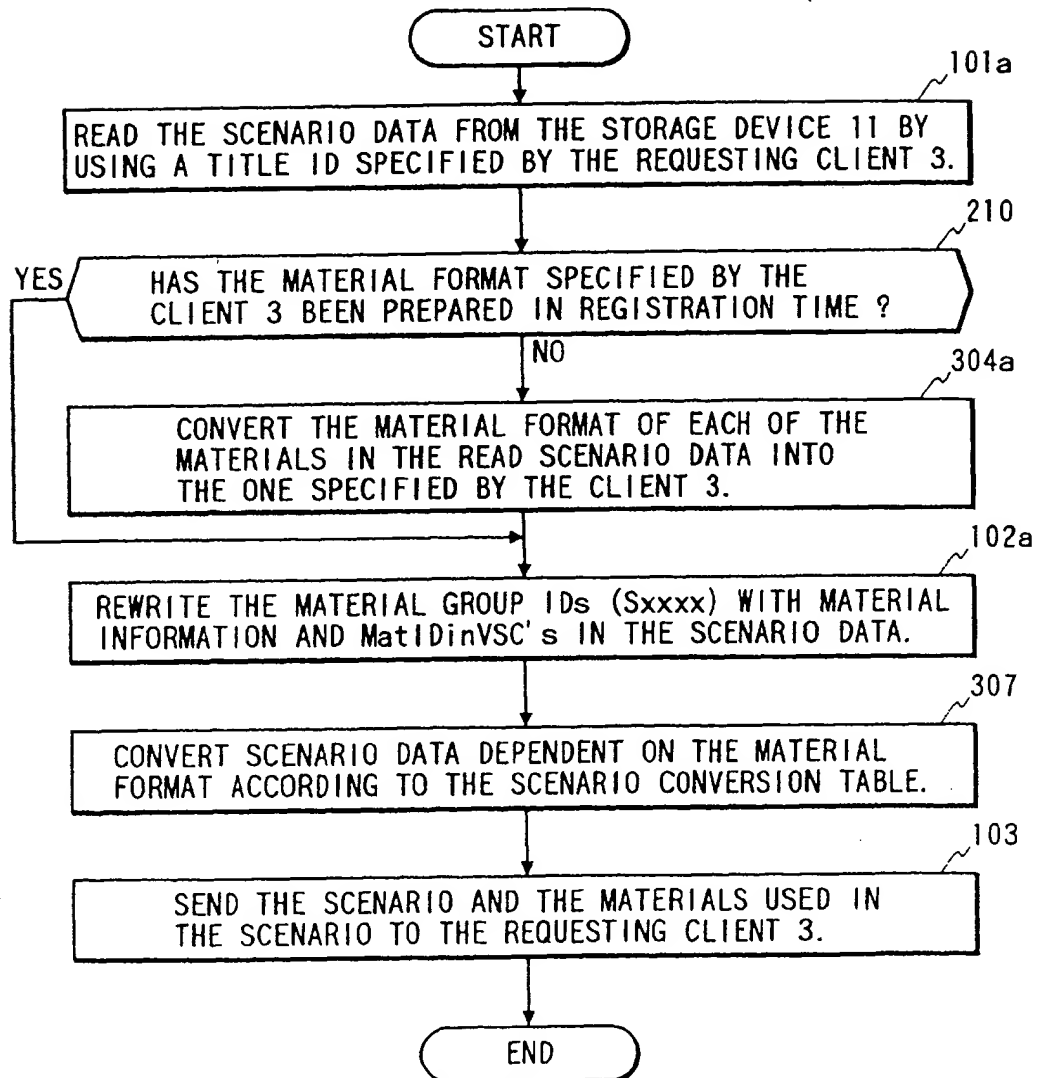 START
101a
READ THE SCENARIO DATA FROM THE STORAGE DEVICE 11 BY
USING A TITLE ID SPECIFIED BY THE REQUESTING CLIENT 3.
210
YES
HAS THE MATERIAL FORMAT SPECIFIED BY THE
CLIENT 3 BEEN PREPARED IN REGISTRATION TIME ?
NO
304a
CONVERT THE MATERIAL FORMAT OF EACH OF THE
MATERIALS IN THE READ SCENARIO DATA INTO
THE ONE SPECIFIED BY THE CLIENT 3.
102a
REWRITE THE MATERIAL GROUP IDs (Sxxxx) WITH MATERIAL
INFORMATION AND MatIDinVSC's IN THE SCENARIO DATA.
307
CONVERT SCENARIO DATA DEPENDENT ON THE MATERIAL
FORMAT ACCORDING TO THE SCENARIO CONVERSION TABLE.
103
SEND THE SCENARIO AND THE MATERIALS USED IN
THE SCENARIO TO THE REQUESTING CLIENT 3.
END